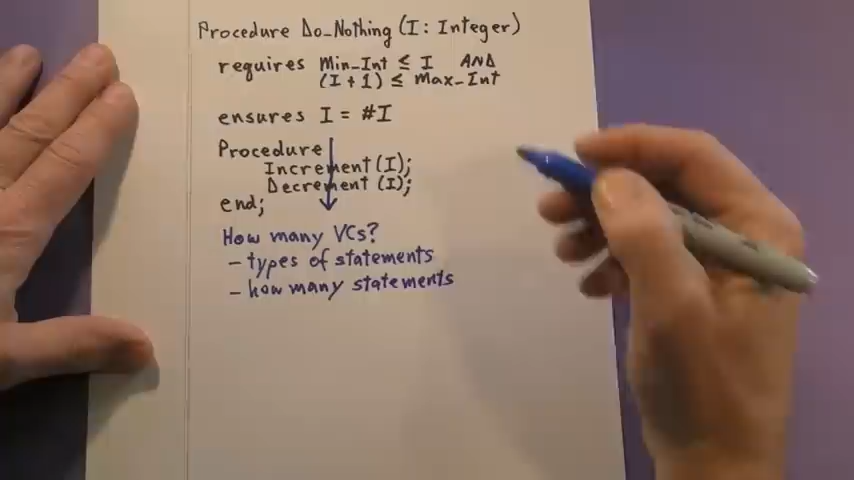 Procedure Do_Nothing (I: Integer)
requires Min_Int ≤ I AND
(I + 1) ≤ Max_Int
ensures I = #I
Procedure
Increment (I);
Decrement (I);
end;
How many VCs?
- types of statements
- how many statements